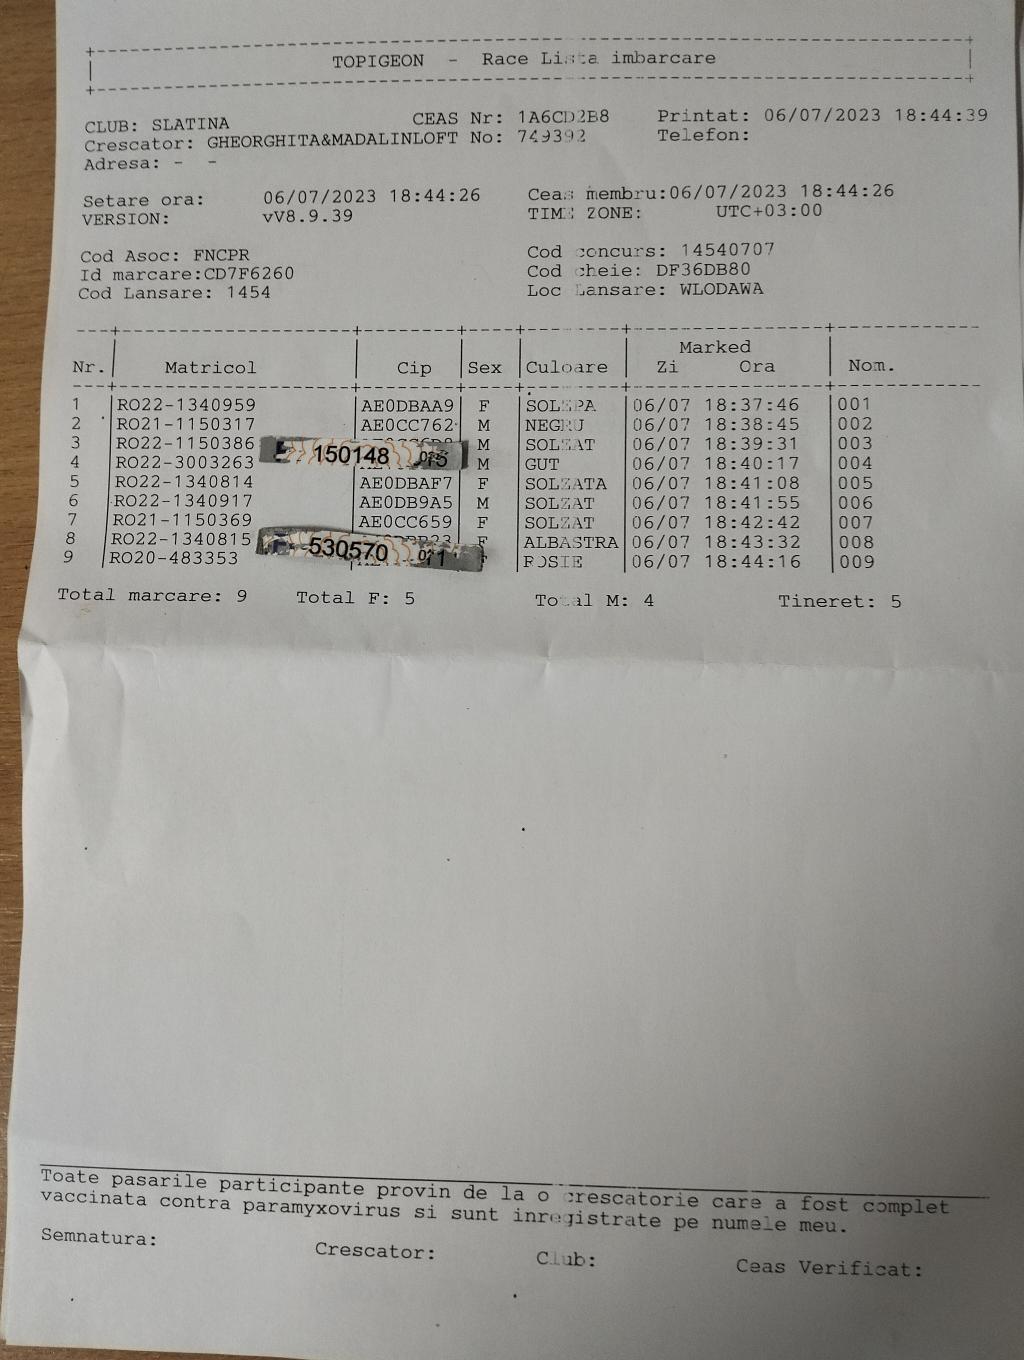 TOPIGEON - Race Lista imbarcare
CLUB: SLATINA CEAS Nr: 1A6CD2B8 Printat: 06/07/2023 18:44:39
Crescator: GHEORGHITA&MADALINLOFT No: 749392 Telefon:
Adresa: - -
Setare ora: 06/07/2023 18:44:26 Ceas membru:06/07/2023 18:44:26
VERSION: vV8.9.39 TIME ZONE: UTC+03:00
Cod Asoc: FNCPR Cod concurs: 14540707
Id marcare:CD7F6260 Cod cheie: DF36DB80
Cod Lansare: 1454 Loc Lansare: WLODAWA
Marked
Nr. Matricol Cip Sex Culoare Zi Ora Nom.
1 RO22-1340959 AE0DBAA9 F 06/07 18:37:46 001
2 RO21-1150317 AE0CC762 M NEGRU 06/07 18:38:45 002
3 RO22-1150386 M SOLZAT 06/07 18:39:31 003
150148 075
4 RO22-3003263 M GUT 06/07 18:40:17 004
5 RO22-1340814 AE0DBAF7 F SOLZATA 06/07 18:41:08 005
6 RO22-1340917 AE0DB9A5 M SOLZAT 06/07 18:41:55 006
7 RO21-1150369 AE0CC659 F SOLZAT 06/07 18:42:42 007
8 RO22-1340815 F ALBASTRA 06/07 18:43:32 008
530570 071
9 RO20-483353 ROSIE 06/07 18:44:16 009
Total marcare: 9 Total F: 5 Total M: 4 Tineret: 5
Toate pasarile participante provin de la o crescatorie care a fost complet
vaccinata contra paramyxovirus si sunt inregistrate pe numele meu.
Semnatura: Crescator: Club: Ceas Verificat: